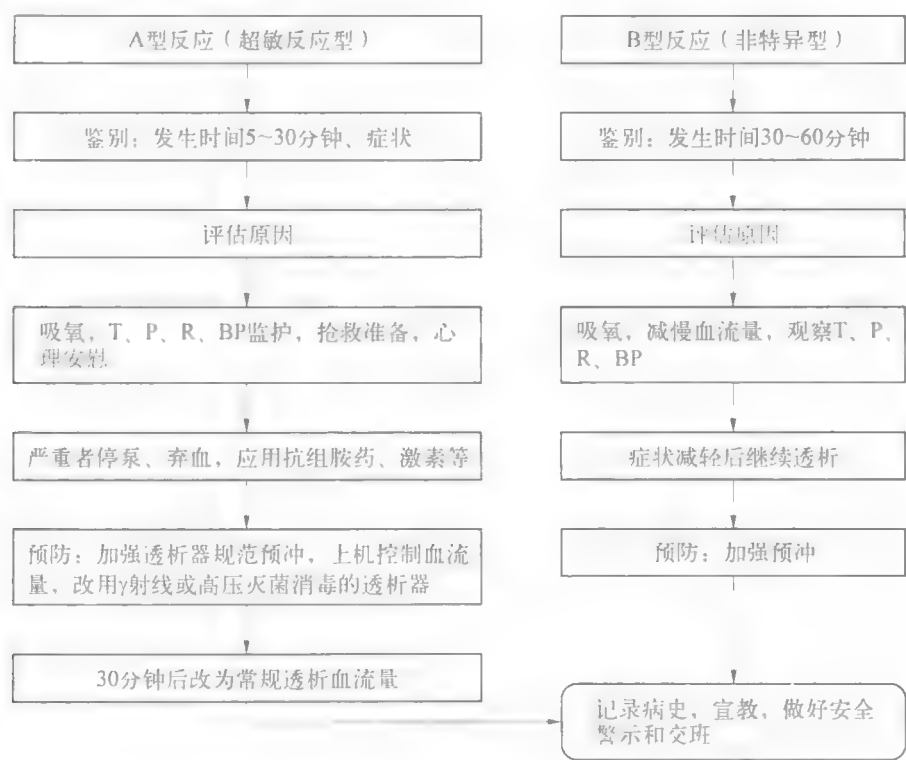 A型反应（超敏反应型）
鉴别：发生时间5~30分钟、症状
评估原因
吸氧，T、P、R、BP监护，抢救准备，心
理安慰
严重者停泵、弃血，应用抗组胺药、激素等
预防：加强透析器规范预冲，上机控制血流
量，改用γ射线或高压灭菌消毒的透析器
30分钟后改为常规透析血流量
B型反应（非特异型）
鉴别：发生时间30~60分钟
评估原因
吸氧，减慢血流量，观察T、P、
R、BP
症状减轻后继续透析
预防：加强预冲
记录病史，宣教，做好安全
警示和交班